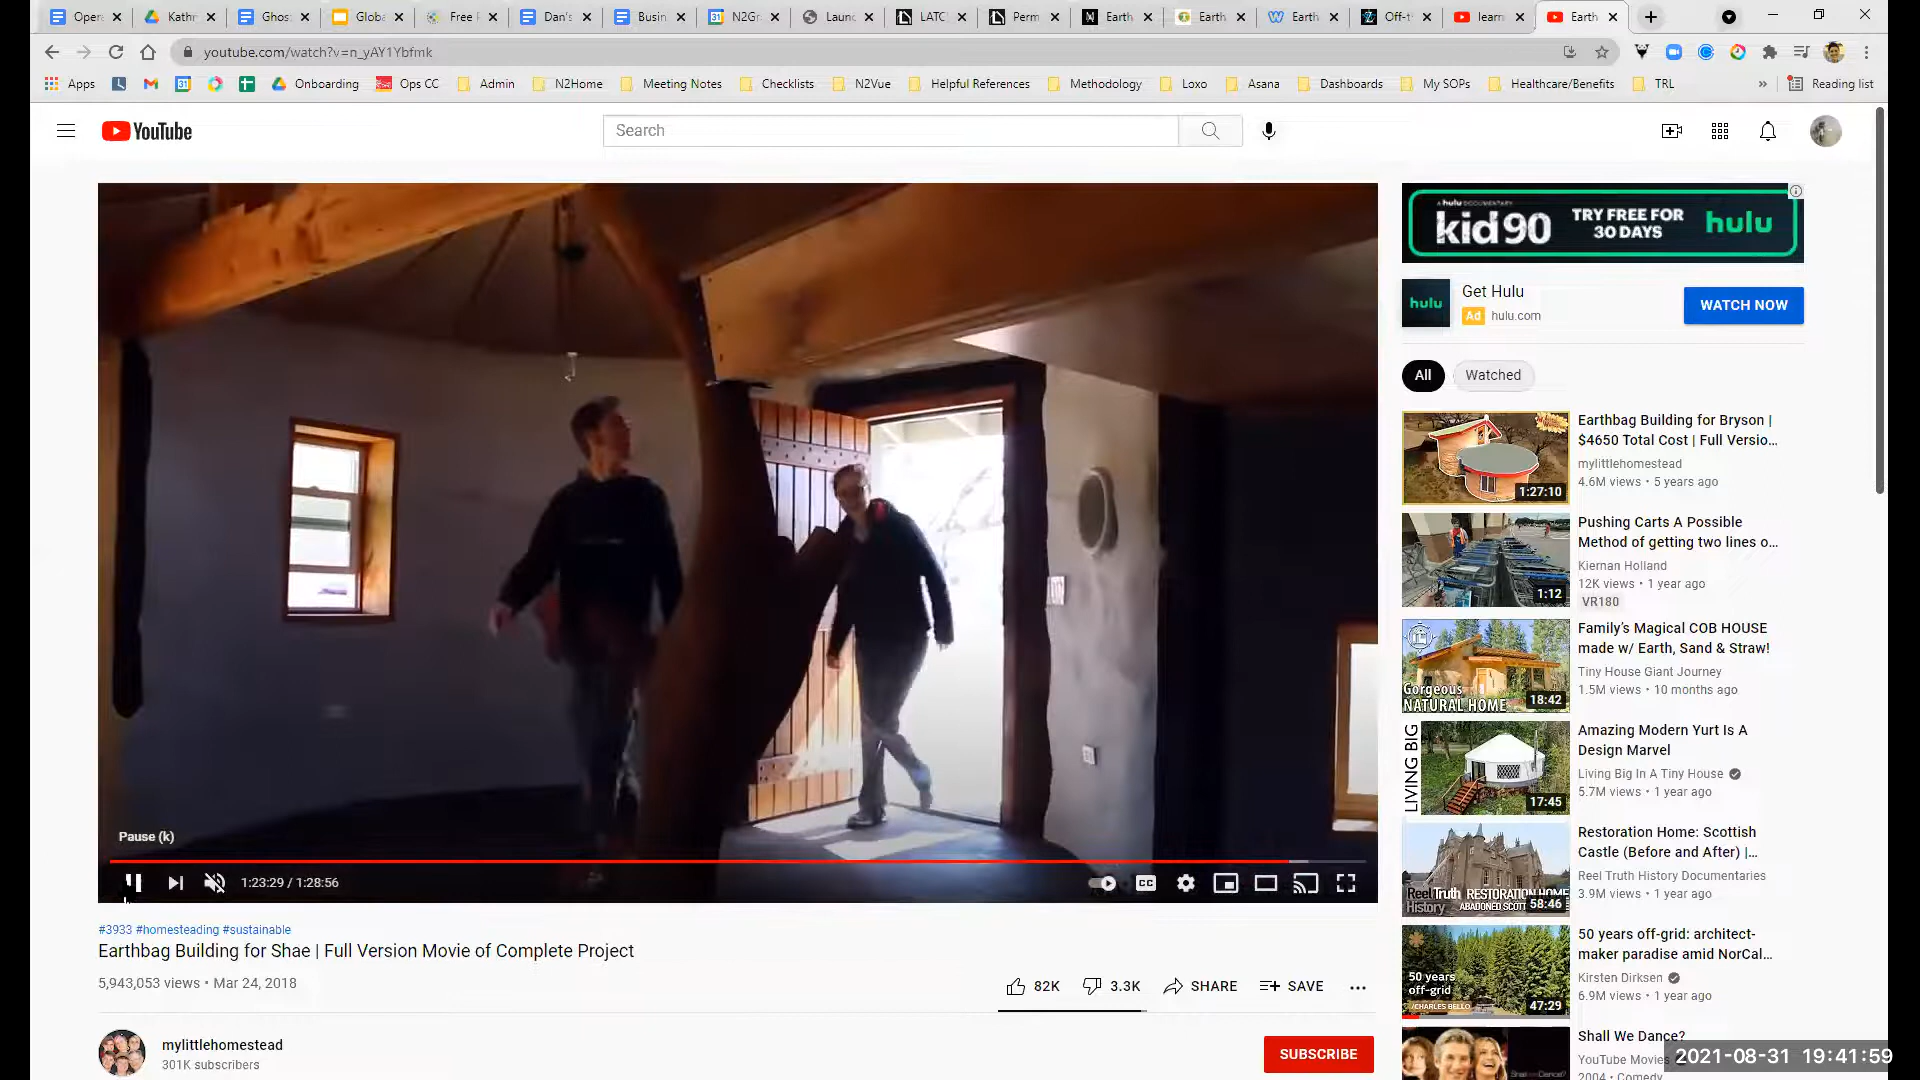 Opera
Kathr
Ghos
Globa
Free
Dan's
Busin
N2Gr
Launc
LATC
Perm
Earth
Earth
Earth
Off-t
learn
Earth
youtube.com/watch?v=n_yAY1Ybfmk
Apps
Onboarding
Ops CC
Admin
N2Home
Meeting Notes
Checklists
N2Vue
Helpful References
Methodology
Loxo
Asana
Dashboards
My SOPs
Healthcare/Benefits
TRL
»
Reading list
YouTube
Search
A hulu DOCUMENTARY
kid90
TRY FREE FOR
30 DAYS
hulu
hulu
Get Hulu
Ad hulu.com
WATCH NOW
All
Watched
Earthbag Building for Bryson |
$4650 Total Cost | Full Versio...
mylittlehomestead
4.6M views • 5 years ago
1:27:10
Pushing Carts A Possible
Method of getting two lines o...
Kiernan Holland
12K views • 1 year ago
VR180
1:12
Family's Magical COB HOUSE
made w/ Earth, Sand & Straw!
Tiny House Giant Journey
1.5M views • 10 months ago
Gorgeous
NATURAL HOME
18:42
Amazing Modern Yurt Is A
Design Marvel
Living Big In A Tiny House
5.7M views • 1 year ago
LIVING BIG
17:45
Restoration Home: Scottish
Castle (Before and After) |...
Reel Truth History Documentaries
3.9M views • 1 year ago
Reel Truth
History
RESTORATION HOME
ABADONED SCOTT
58:46
50 years off-grid: architect-
maker paradise amid NorCal...
Kirsten Dirksen
6.9M views • 1 year ago
50 years
off-grid
/CHARLES BELLO
47:29
Shall We Dance?
YouTube Movies
2004 • Comedy
2021-08-31 19:41:59
Pause (k)
1:23:29 / 1:28:56
CC
#3933 #homesteading #sustainable
Earthbag Building for Shae | Full Version Movie of Complete Project
5,943,053 views • Mar 24, 2018
82K
3.3K
SHARE
SAVE
mylittlehomestead
301K subscribers
SUBSCRIBE